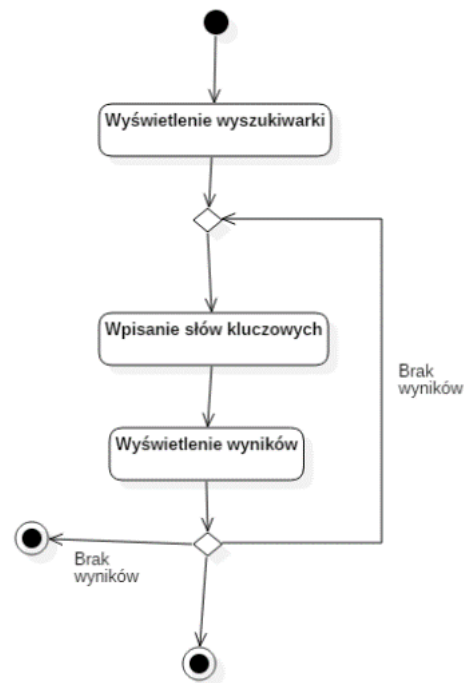 Wyświetlenie wyszukiwarki
Wpisanie słów kluczowych
Brak
wyników
Wyświetlenie wyników
Brak
wyników